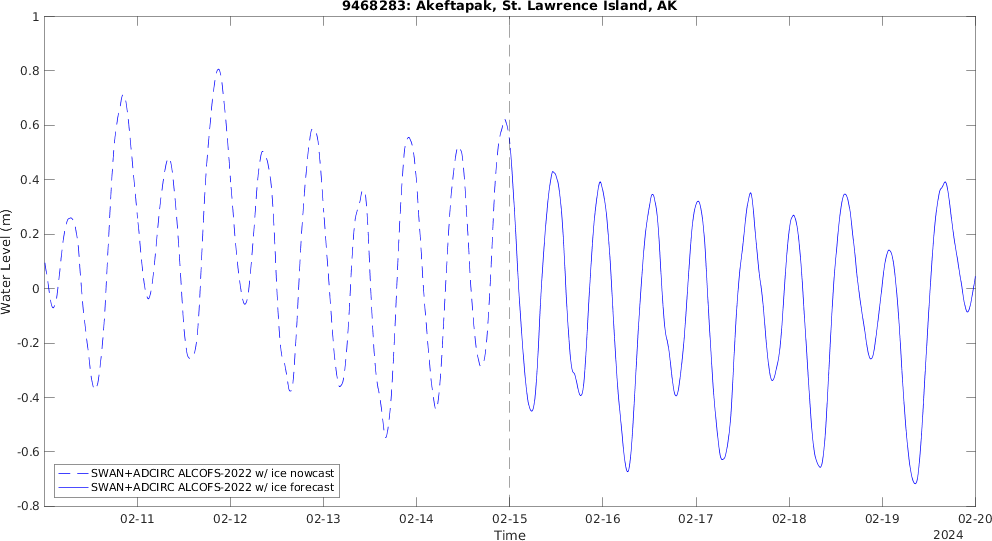 9468283: Akeftapak, St. Lawrence Island, AK
1
0.8
0.6
0.4
0.2
0
-0.2
-0.4
-0.6
-0.8
Water Level (m)
SWAN+ADCIRC ALCOFS-2022 w/ ice nowcast
SWAN+ADCIRC ALCOFS-2022 w/ ice forecast
02-11 02-12 02-13 02-14 02-15 02-16 02-17 02-18 02-19 02-20
Time
2024